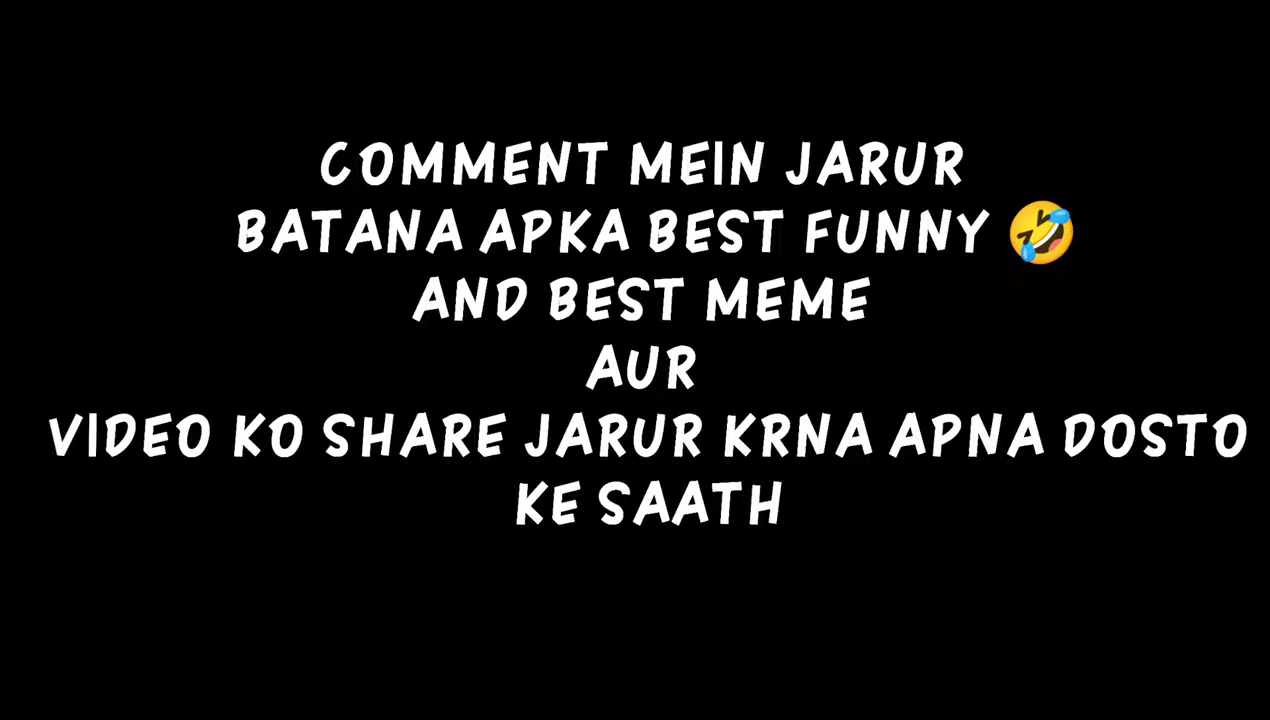 COMMENT MEIN JARUR
BATANA APKA BEST FUNNY 🤣
AND BEST MEME
AUR
VIDEO KO SHARE JARUR KRNA APNA DOSTO
KE SAATH